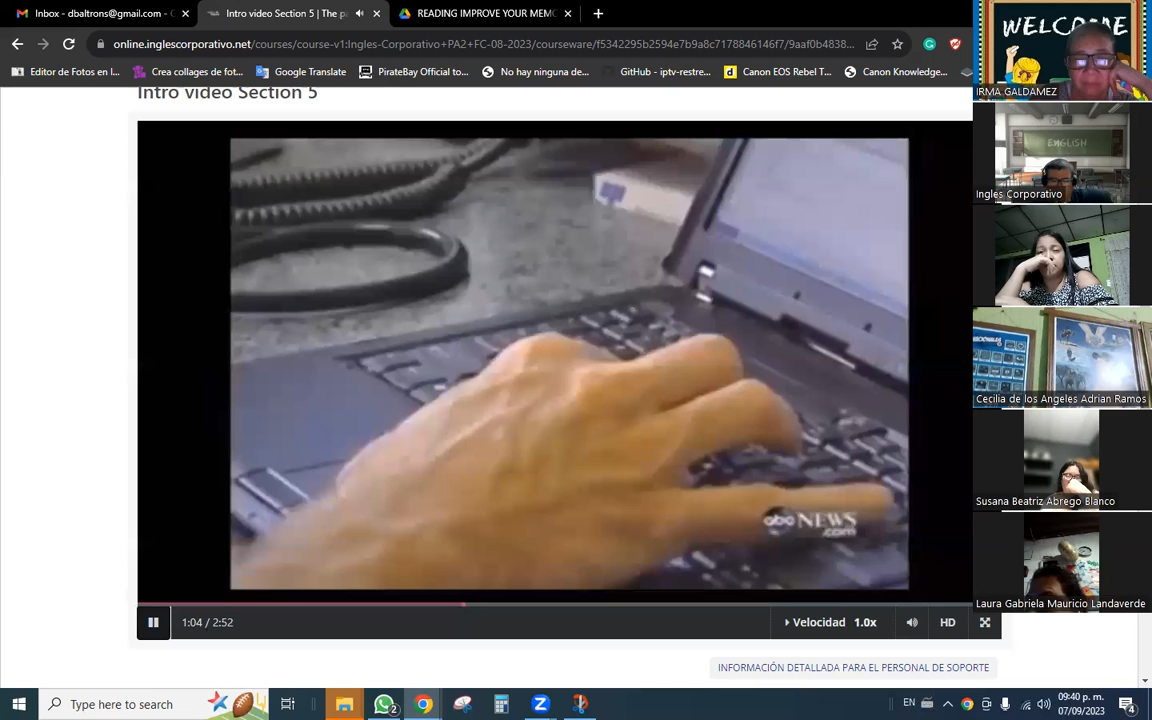 Inbox - dbaltrons@gmail.com - G
Intro video Section 5 | The p
READING IMPROVE YOUR MEM
online.inglescorporativo.net/courses/course-v1:Ingles-Corporativo+PA2+FC-08-2023/courseware/f5342295b2594e7b9a8c7178846146f7/9aaf0b4838...
Editor de Fotos en l...
Crea collages de fot...
Google Translate
PirateBay Official to...
No hay ninguna de...
GitHub - iptv-restre...
Canon EOS Rebel T...
Canon Knowledge...
Intro video Section 5
abc NEWS
.com
1:04 / 2:52
Velocidad 1.0x
HD
INFORMACIÓN DETALLADA PARA EL PERSONAL DE SOPORTE
WELCOME
IRMA GALDAMEZ
ENGLISH
Ingles Corporativo
Cecilia de los Angeles Adrian Ramos
Susana Beatriz Abrego Blanco
Laura Gabriela Mauricio Landaverde
Type here to search
2
EN
09:40 p. m.
07/09/2023
4